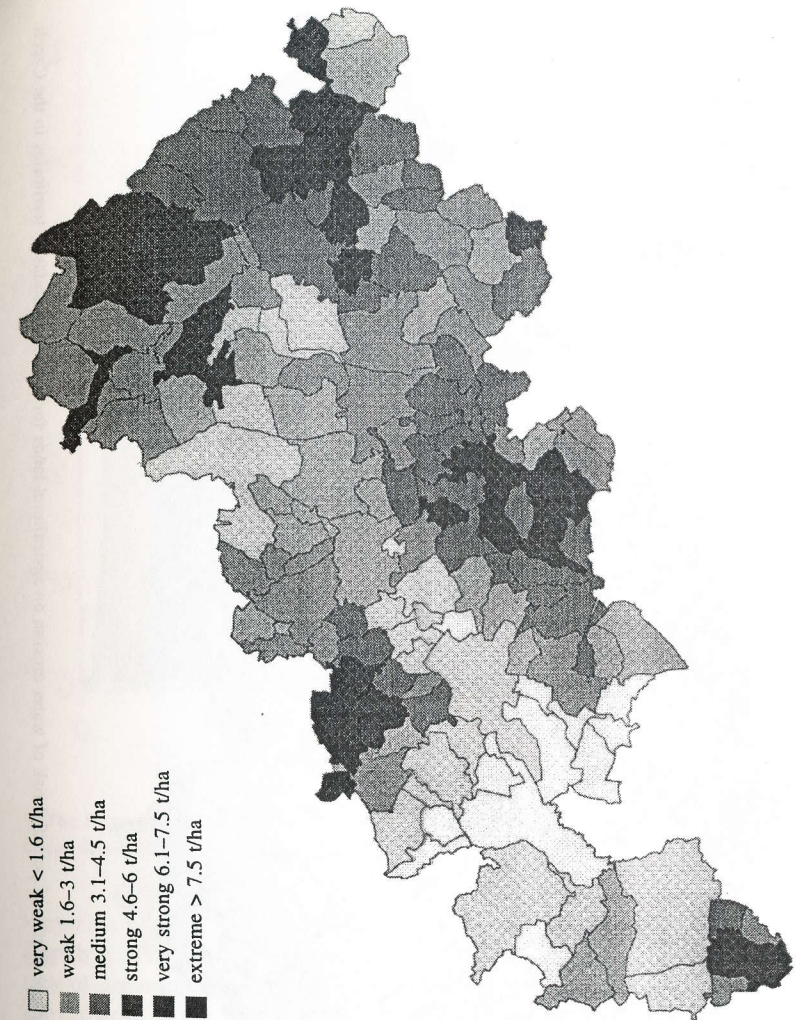 very weak < 1.6 t/ha
weak 1.6–3 t/ha
medium 3.1–4.5 t/ha
strong 4.6–6 t/ha
very strong 6.1–7.5 t/ha
extreme > 7.5 t/ha